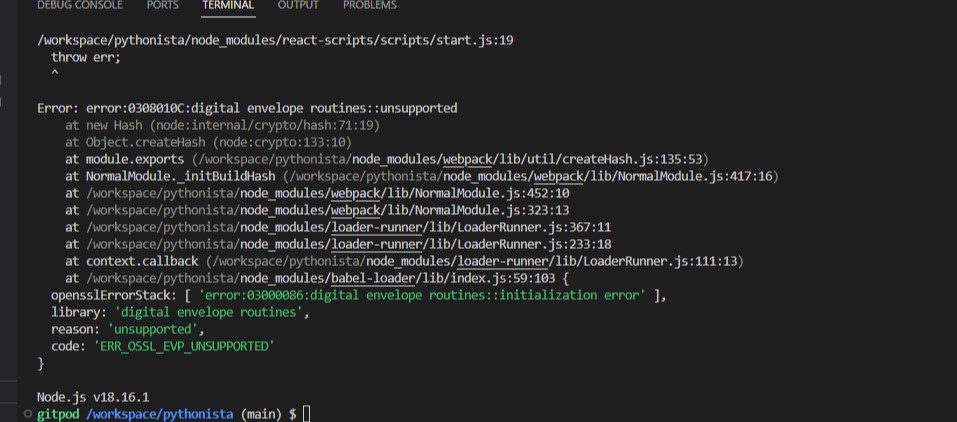 DEBUG CONSOLE PORTS TERMINAL OUTPUT PROBLEMS
/workspace/pythonista/node_modules/react-scripts/scripts/start.js:19
  throw err;
  ^
Error: error:0308010C:digital envelope routines::unsupported
    at new Hash (node:internal/crypto/hash:71:19)
    at Object.createHash (node:crypto:133:10)
    at module.exports (/workspace/pythonista/node_modules/webpack/lib/util/createHash.js:135:53)
    at NormalModule._initBuildHash (/workspace/pythonista/node_modules/webpack/lib/NormalModule.js:417:16)
    at /workspace/pythonista/node_modules/webpack/lib/NormalModule.js:452:10
    at /workspace/pythonista/node_modules/webpack/lib/NormalModule.js:323:13
    at /workspace/pythonista/node_modules/loader-runner/lib/LoaderRunner.js:367:11
    at /workspace/pythonista/node_modules/loader-runner/lib/LoaderRunner.js:233:18
    at context.callback (/workspace/pythonista/node_modules/loader-runner/lib/LoaderRunner.js:111:13)
    at /workspace/pythonista/node_modules/babel-loader/lib/index.js:59:103 {
  opensslErrorStack: [ 'error:03000086:digital envelope routines::initialization error' ],
  library: 'digital envelope routines',
  reason: 'unsupported',
  code: 'ERR_OSSL_EVP_UNSUPPORTED'
}
Node.js v18.16.1
gitpod /workspace/pythonista (main) $